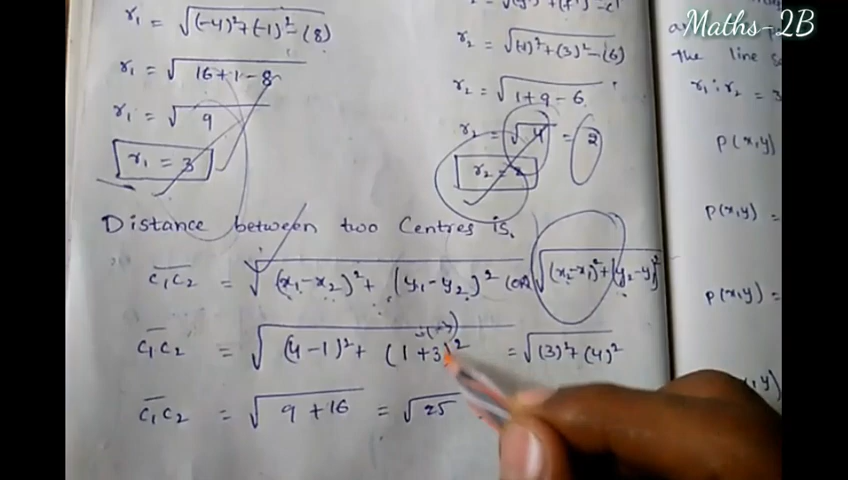 Maths-2B
r₁ = √(-4)²+(-1)²-(8)
r₁ = √16+1-8
r₁ = √9
r₁ = 3
r₂ = √(1)²+(3)²-(6)
r₂ = √1+9-6
r₂ = √4 = 2
r₂ = 2
the line s
r₁:r₂ = 3
P(x,y)
P(x,y) =
P(x,y) =
Distance between two Centres is.
C₁C₂ = √(x₁-x₂)²+(y₁-y₂)² (or) √(x₂-x₁)²+(y₂-y₁)²
C₁C₂ = √(4-1)²+(1+3)² = √(3)²+(4)²
C₁C₂ = √9+16 = √25